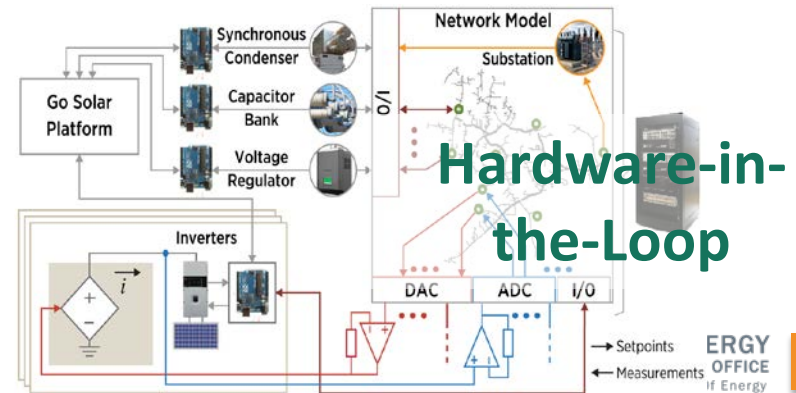 Network Model
Synchronous
Condenser
Substation
Go Solar
Platform
Capacitor
Bank
I/O
Voltage
Regulator
Hardware-in-
the-Loop
Inverters
i
+
−
DAC
ADC
I/O
− +
+ −
Setpoints
Measurements
ERGY
OFFICE
Of Energy